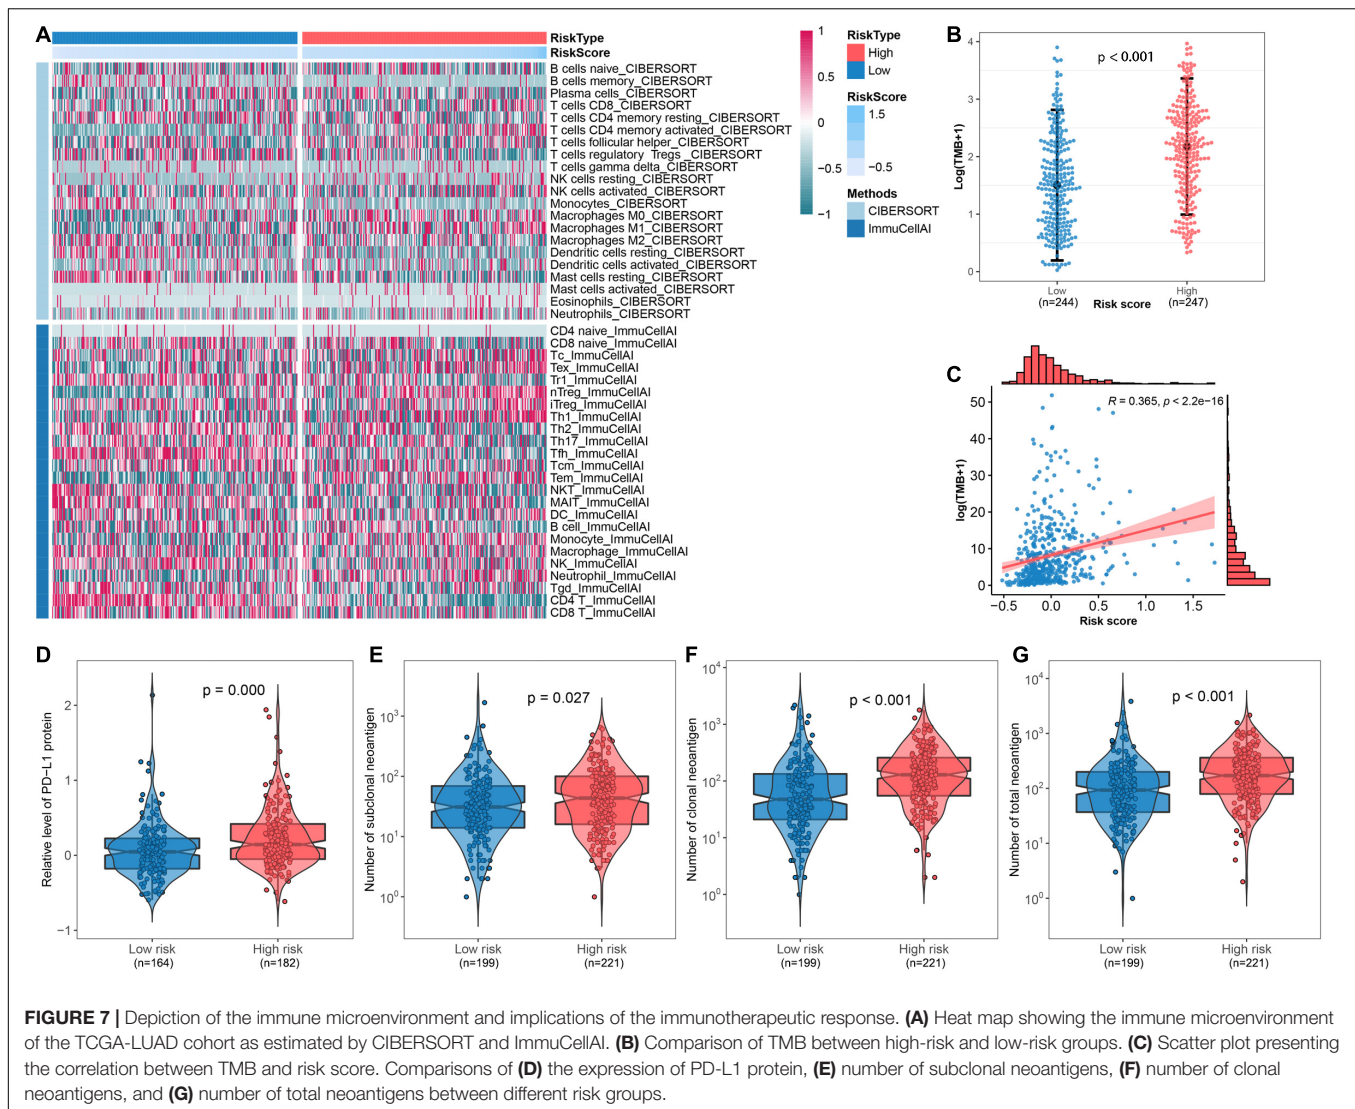 A
RiskType
RiskScore
B cells naive_CIBERSORT
B cells memory_CIBERSORT
Plasma cells_CIBERSORT
T cells CD8_CIBERSORT
T cells CD4 memory resting_CIBERSORT
T cells CD4 memory activated_CIBERSORT
T cells follicular helper_CIBERSORT
T cells regulatory Tregs _CIBERSORT
T cells gamma delta_CIBERSORT
NK cells resting_CIBERSORT
NK cells activated_CIBERSORT
Monocytes_CIBERSORT
Macrophages M0_CIBERSORT
Macrophages M1_CIBERSORT
Macrophages M2_CIBERSORT
Dendritic cells resting_CIBERSORT
Dendritic cells activated_CIBERSORT
Mast cells resting_CIBERSORT
Mast cells activated_CIBERSORT
Eosinophils_CIBERSORT
Neutrophils_CIBERSORT
CD4 naive_ImmuCellAI
CD8 naive_ImmuCellAI
Tc_ImmuCellAI
Tex_ImmuCellAI
Tr1_ImmuCellAI
nTreg_ImmuCellAI
iTreg_ImmuCellAI
Th1_ImmuCellAI
Th2_ImmuCellAI
Th17_ImmuCellAI
Tfh_ImmuCellAI
Tcm_ImmuCellAI
Tem_ImmuCellAI
NKT_ImmuCellAI
MAIT_ImmuCellAI
DC_ImmuCellAI
B cell_ImmuCellAI
Monocyte_ImmuCellAI
Macrophage_ImmuCellAI
NK_ImmuCellAI
Neutrophil_ImmuCellAI
Tgd_ImmuCellAI
CD4 T_ImmuCellAI
CD8 T_ImmuCellAI
1
0.5
0
−0.5
−1
RiskType
High
Low
RiskScore
1.5
−0.5
Methods
CIBERSORT
ImmuCellAI
B
p < 0.001
Log(TMB+1)
4
3
2
1
0
Low
(n=244)
Risk score
High
(n=247)
C
R = 0.365, p < 2.2e−16
log(TMB+1)
50
40
30
20
10
0
−0.5 0.0 0.5 1.0 1.5
Risk score
D
p = 0.000
Relative level of PD−L1 protein
2
1
0
−1
Low risk
(n=164)
High risk
(n=182)
E
p = 0.027
Number of subclonal neoantigen
10³
10²
10¹
10⁰
Low risk
(n=199)
High risk
(n=221)
F
p < 0.001
Number of clonal neoantigen
10⁴
10³
10²
10¹
10⁰
Low risk
(n=199)
High risk
(n=221)
G
p < 0.001
Number of total neoantigen
10⁴
10³
10²
10¹
10⁰
Low risk
(n=199)
High risk
(n=221)
FIGURE 7 | Depiction of the immune microenvironment and implications of the immunotherapeutic response. (A) Heat map showing the immune microenvironment
of the TCGA-LUAD cohort as estimated by CIBERSORT and ImmuCellAI. (B) Comparison of TMB between high-risk and low-risk groups. (C) Scatter plot presenting
the correlation between TMB and risk score. Comparisons of (D) the expression of PD-L1 protein, (E) number of subclonal neoantigens, (F) number of clonal
neoantigens, and (G) number of total neoantigens between different risk groups.